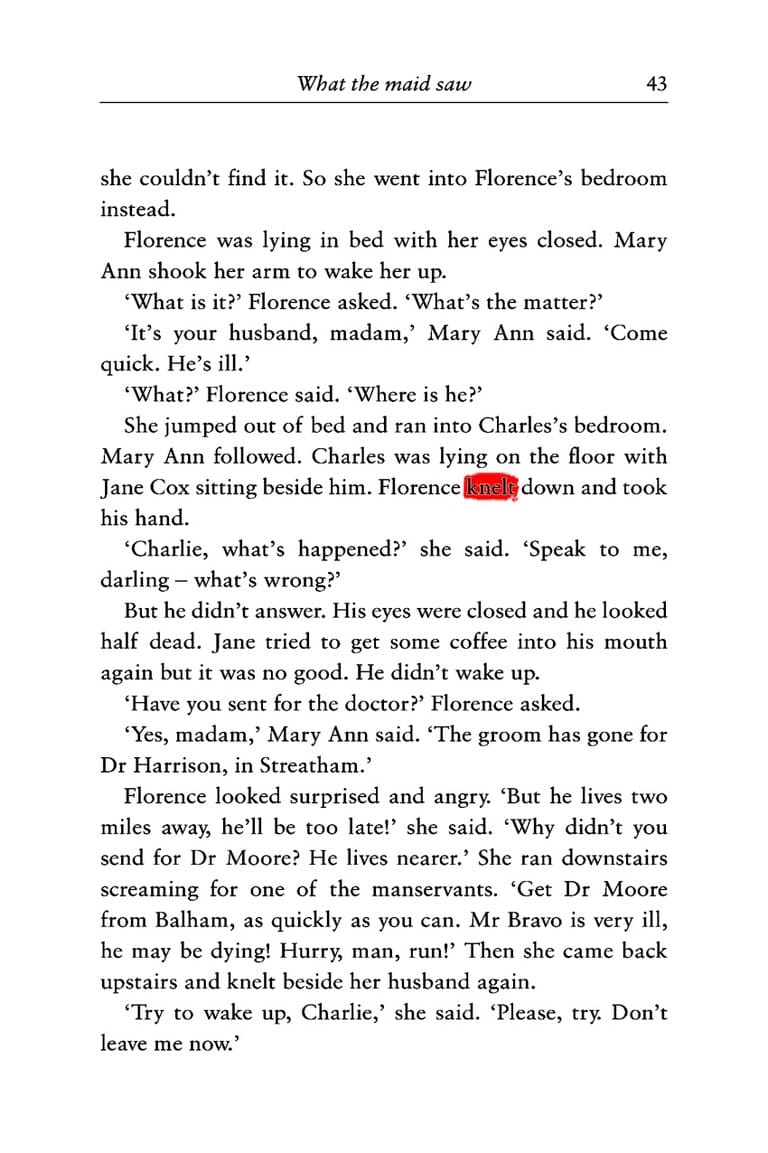 What the maid saw 43
she couldn’t find it. So she went into Florence’s bedroom
instead.
Florence was lying in bed with her eyes closed. Mary
Ann shook her arm to wake her up.
‘What is it?’ Florence asked. ‘What’s the matter?’
‘It’s your husband, madam,’ Mary Ann said. ‘Come
quick. He’s ill.’
‘What?’ Florence said. ‘Where is he?’
She jumped out of bed and ran into Charles’s bedroom.
Mary Ann followed. Charles was lying on the floor with
Jane Cox sitting beside him. Florence knelt down and took
his hand.
‘Charlie, what’s happened?’ she said. ‘Speak to me,
darling – what’s wrong?’
But he didn’t answer. His eyes were closed and he looked
half dead. Jane tried to get some coffee into his mouth
again but it was no good. He didn’t wake up.
‘Have you sent for the doctor?’ Florence asked.
‘Yes, madam,’ Mary Ann said. ‘The groom has gone for
Dr Harrison, in Streatham.’
Florence looked surprised and angry. ‘But he lives two
miles away, he’ll be too late!’ she said. ‘Why didn’t you
send for Dr Moore? He lives nearer.’ She ran downstairs
screaming for one of the manservants. ‘Get Dr Moore
from Balham, as quickly as you can. Mr Bravo is very ill,
he may be dying! Hurry, man, run!’ Then she came back
upstairs and knelt beside her husband again.
‘Try to wake up, Charlie,’ she said. ‘Please, try. Don’t
leave me now.’